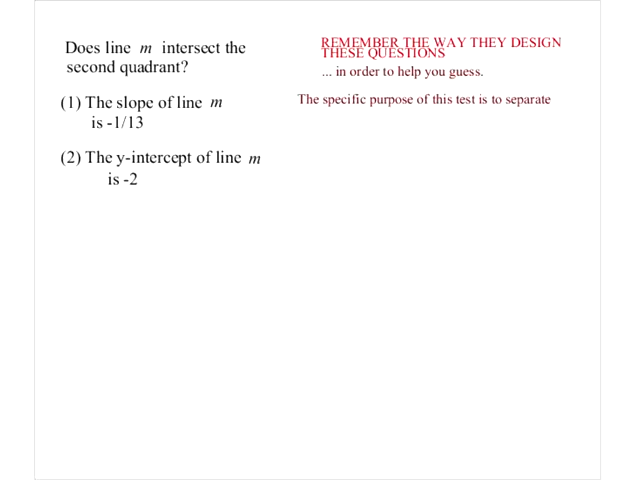 Does line m intersect the
second quadrant?
(1) The slope of line m
is -1/13
(2) The y-intercept of line m
is -2
REMEMBER THE WAY THEY DESIGN
THESE QUESTIONS
... in order to help you guess.
The specific purpose of this test is to separate